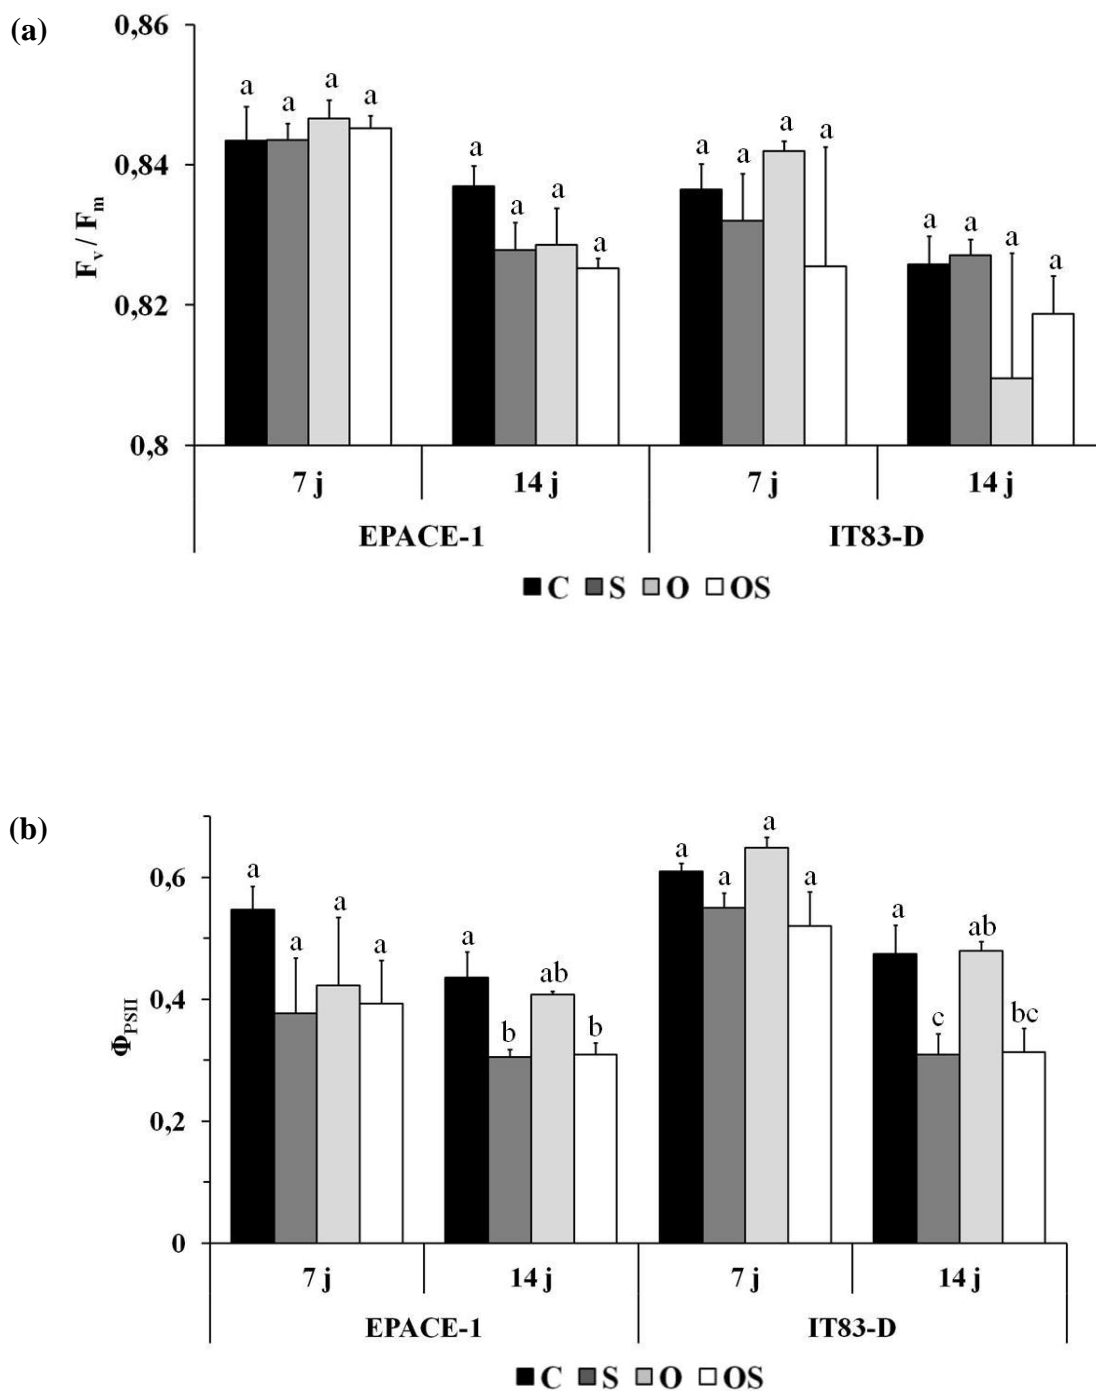 (a)
0,86
0,84
0,82
0,8
Fv / Fm
a a a a a a a a a a a a a a a a
7 j 14 j 7 j 14 j
EPACE-1 IT83-D
C S O OS
(b)
0,6
0,4
0,2
0
ΦPSII
a a a a a b ab b a a a a a c ab bc
7 j 14 j 7 j 14 j
EPACE-1 IT83-D
C S O OS